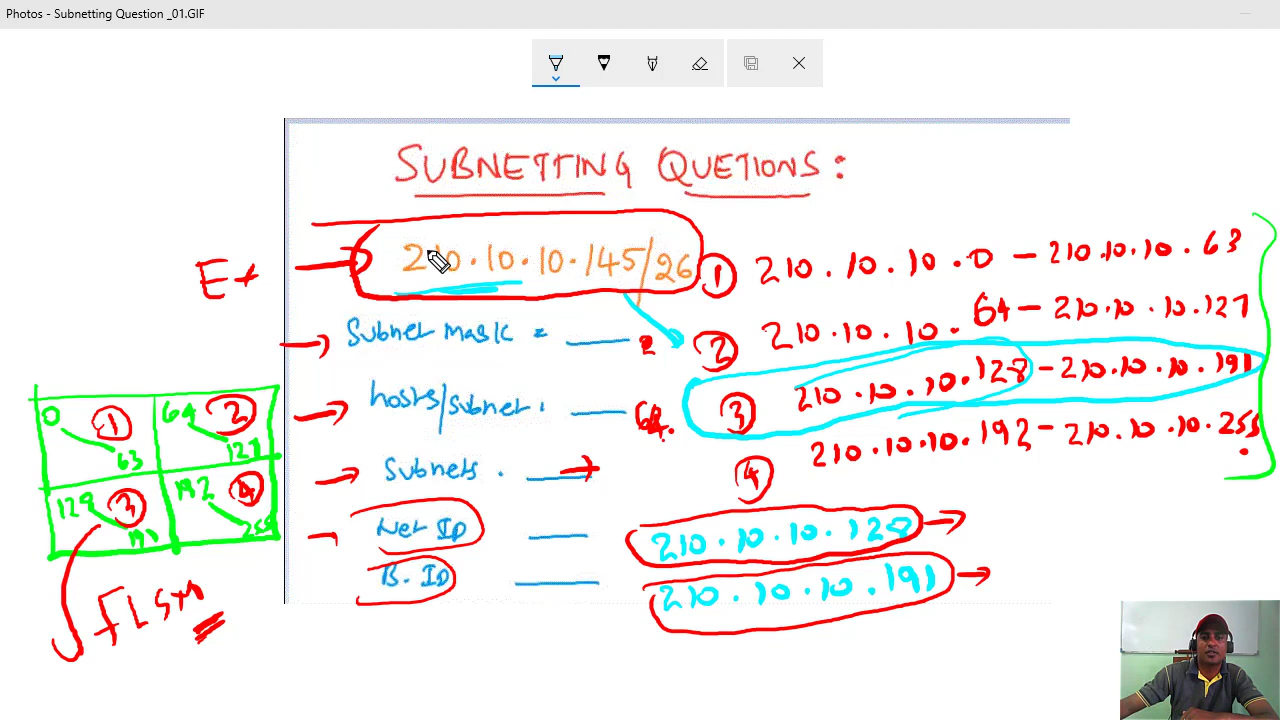 Photos - Subnetting Question _01.GIF
SUBNETTING QUETIONS:
Ex
210.10.10.145/26
① 210.10.10.0 - 210.10.10.63
Subnet mask =
② 210.10.10.64 - 210.10.10.127
hosts/subnet.
64.
③ 210.10.10.128 - 210.10.10.191
Subnets.
④ 210.10.10.192 - 210.10.10.255
Net ID
210.10.10.128
B. ID
210.10.10.191
0 ① 63
64 ② 127
③ 191
192 ④ 255
FLSM